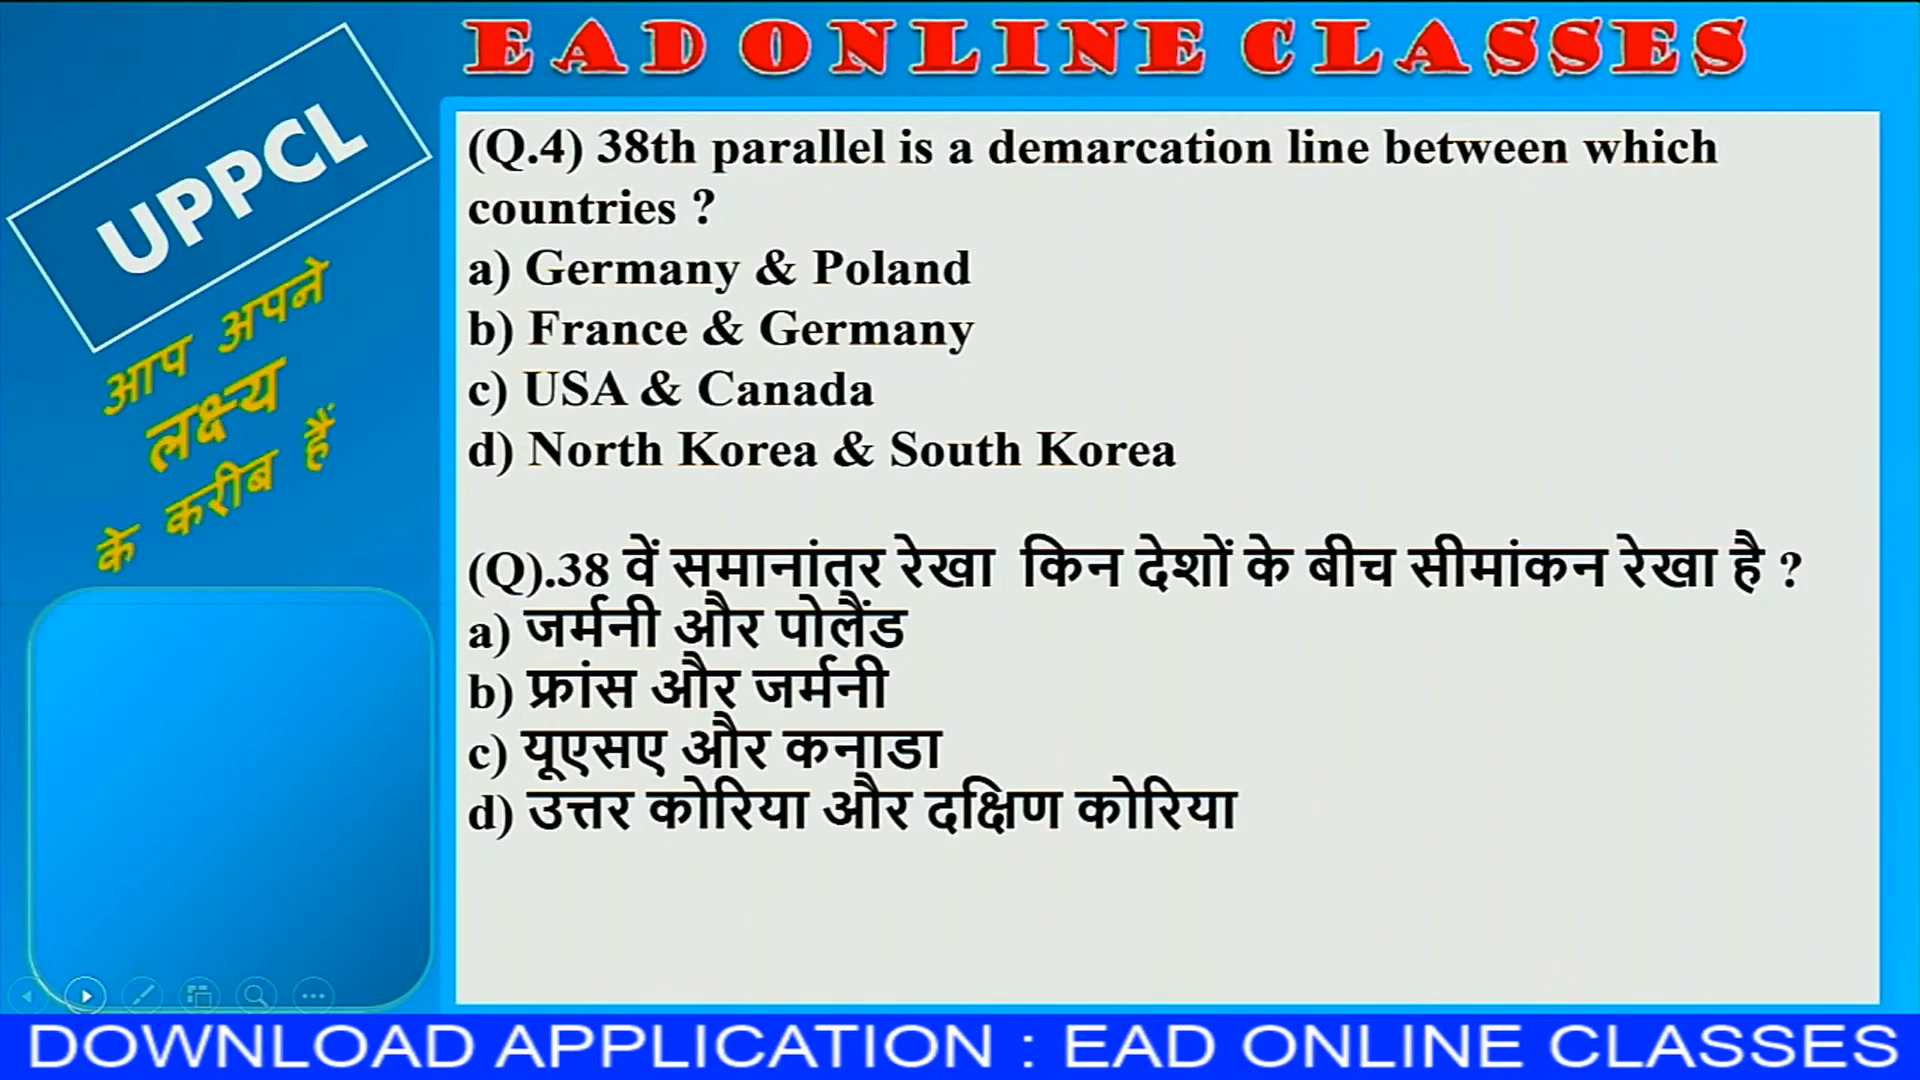 EAD ONLINE CLASSES
UPPCL
आप अपने
लक्ष्य
के करीब हैं
(Q.4) 38th parallel is a demarcation line between which
countries ?
a) Germany & Poland
b) France & Germany
c) USA & Canada
d) North Korea & South Korea
(Q).38 वें समानांतर रेखा किन देशों के बीच सीमांकन रेखा है ?
a) जर्मनी और पोलैंड
b) फ्रांस और जर्मनी
c) यूएसए और कनाडा
d) उत्तर कोरिया और दक्षिण कोरिया
DOWNLOAD APPLICATION : EAD ONLINE CLASSES